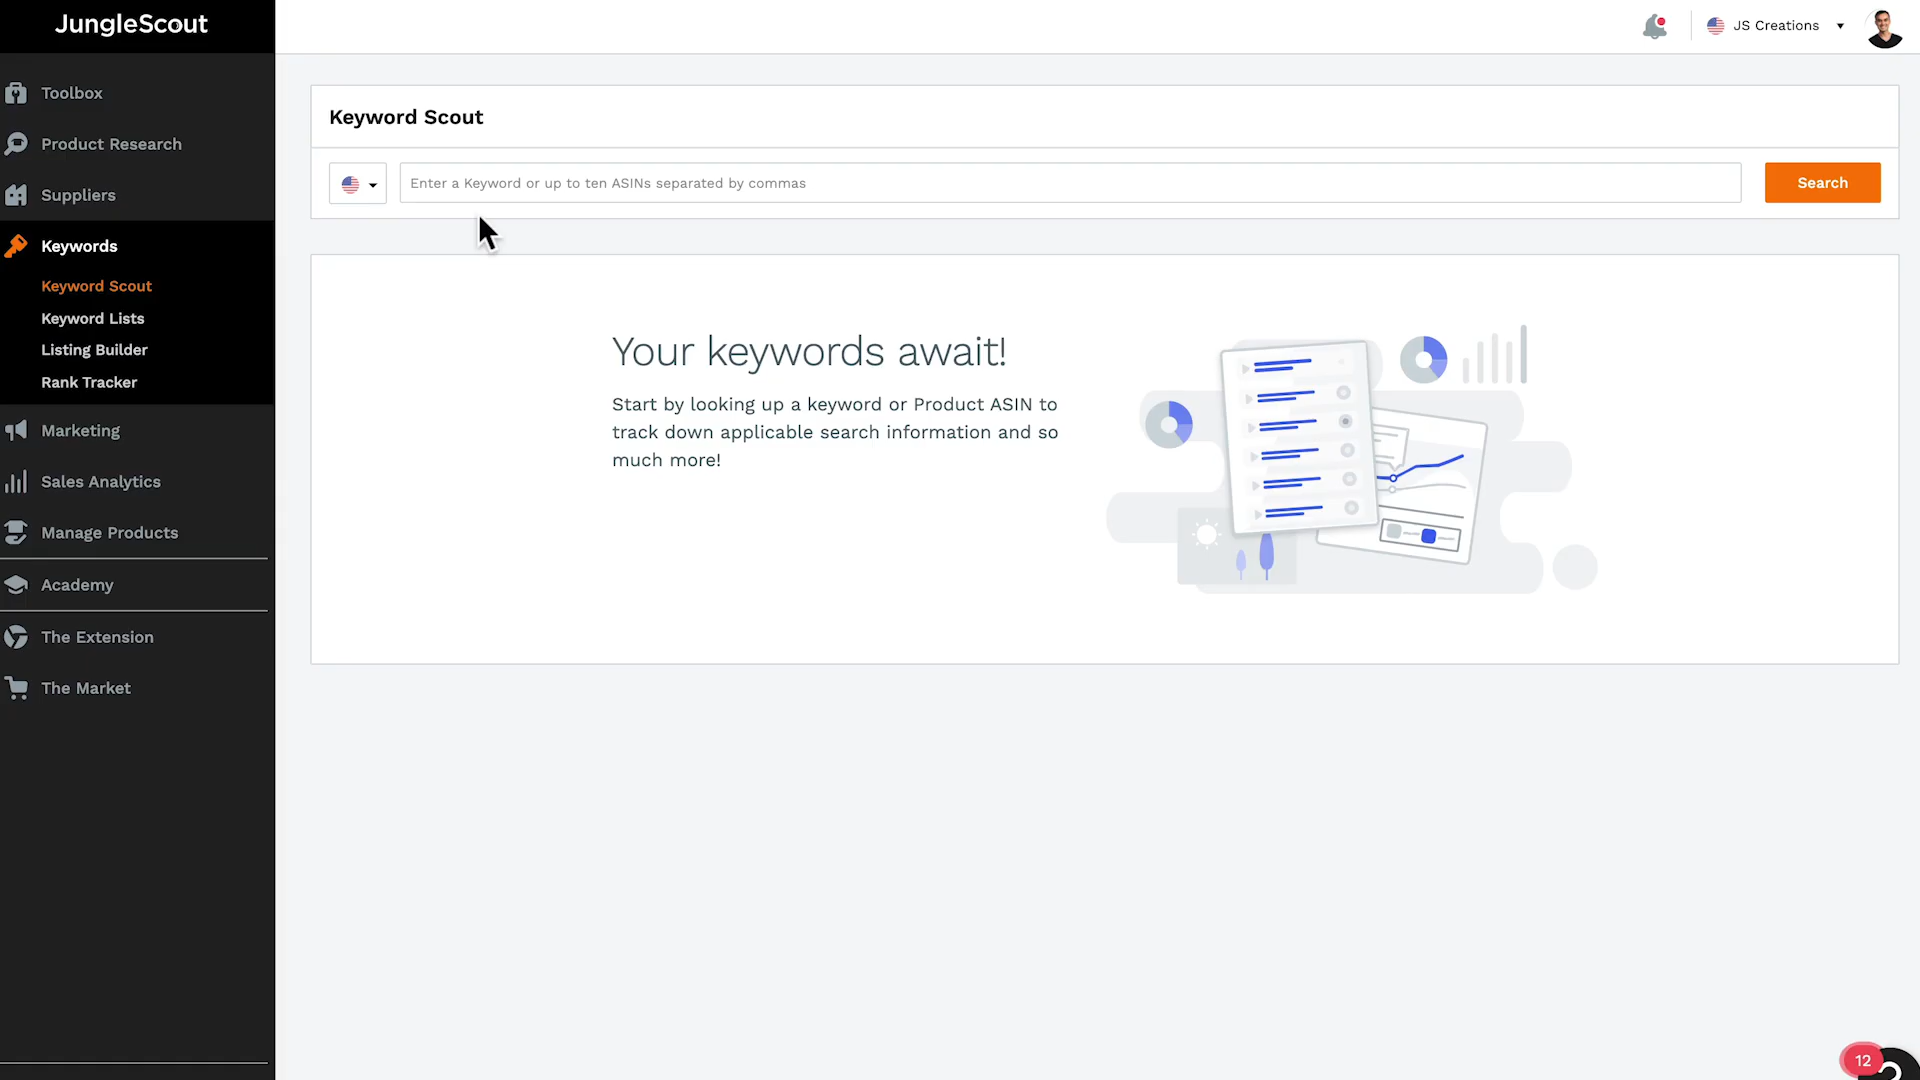 JungleScout
JS Creations
Toolbox
Product Research
Suppliers
Keywords
Keyword Scout
Keyword Lists
Listing Builder
Rank Tracker
Marketing
Sales Analytics
Manage Products
Academy
The Extension
The Market
Keyword Scout
Enter a Keyword or up to ten ASINs separated by commas
Search
Your keywords await!
Start by looking up a keyword or Product ASIN to
track down applicable search information and so
much more!
12